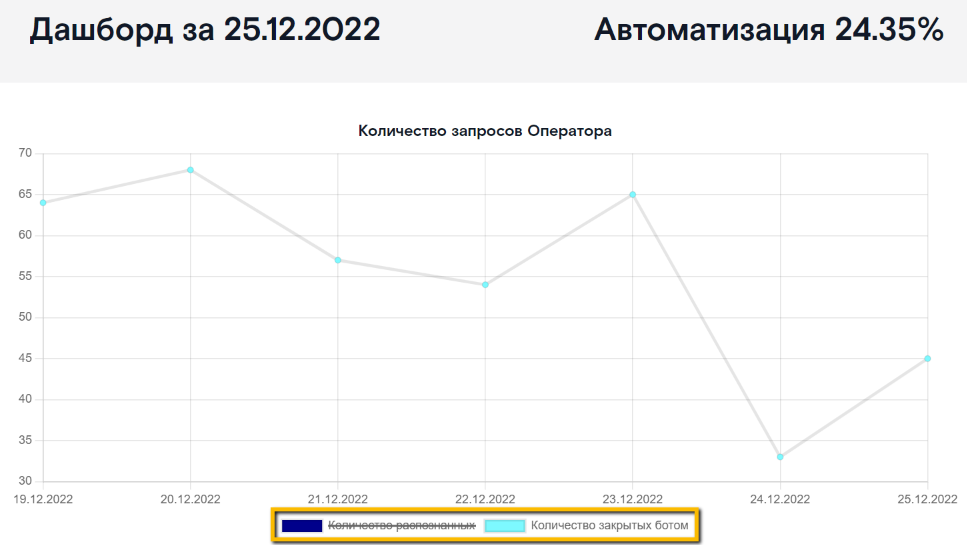 Дашборд за 25.12.2022
Автоматизация 24.35%
Количество запросов Оператора
70
65
60
55
50
45
40
35
30
19.12.2022 20.12.2022 21.12.2022 22.12.2022 23.12.2022 24.12.2022 25.12.2022
Количество распознанных Количество закрытых ботом